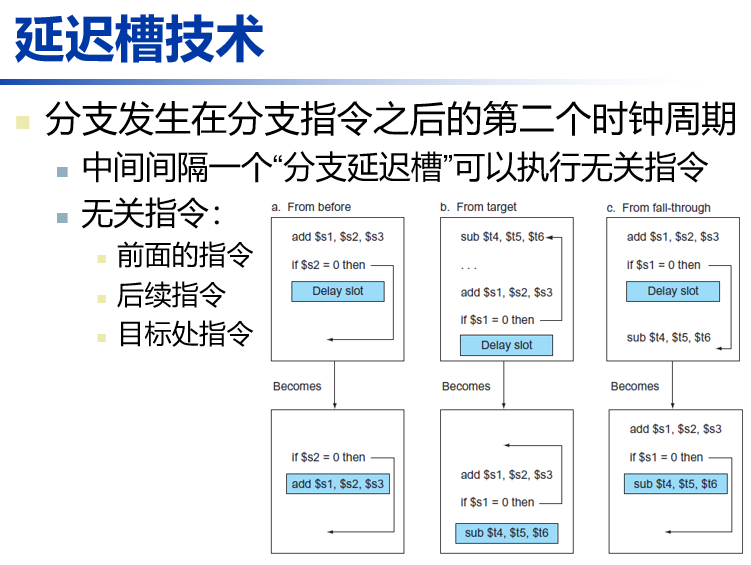 延迟槽技术
分支发生在分支指令之后的第二个时钟周期
中间间隔一个“分支延迟槽”可以执行无关指令
无关指令：
前面的指令
后续指令
目标处指令
a. From before
add $s1, $s2, $s3
if $s2 = 0 then
Delay slot
Becomes
if $s2 = 0 then
add $s1, $s2, $s3
b. From target
sub $t4, $t5, $t6
. . .
add $s1, $s2, $s3
if $s1 = 0 then
Delay slot
Becomes
add $s1, $s2, $s3
if $s1 = 0 then
sub $t4, $t5, $t6
c. From fall-through
add $s1, $s2, $s3
if $s1 = 0 then
Delay slot
sub $t4, $t5, $t6
Becomes
add $s1, $s2, $s3
if $s1 = 0 then
sub $t4, $t5, $t6